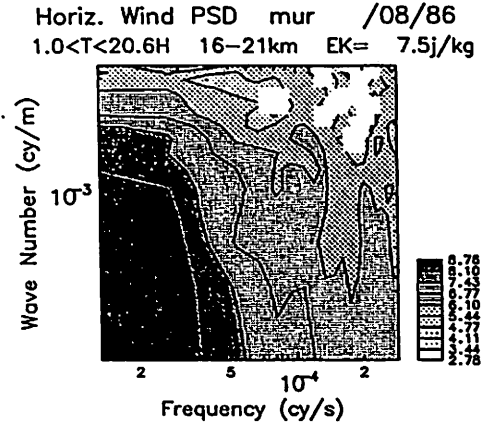 Horiz. Wind PSD mur /08/86
1.0<T<20.6H 16-21km EK= 7.5j/kg
Wave Number (cy/m)
10⁻³
8.78
8.10
7.43
6.77
6.10
5.44
4.77
4.11
3.44
2.78
2 5 10⁻⁴ 2
Frequency (cy/s)